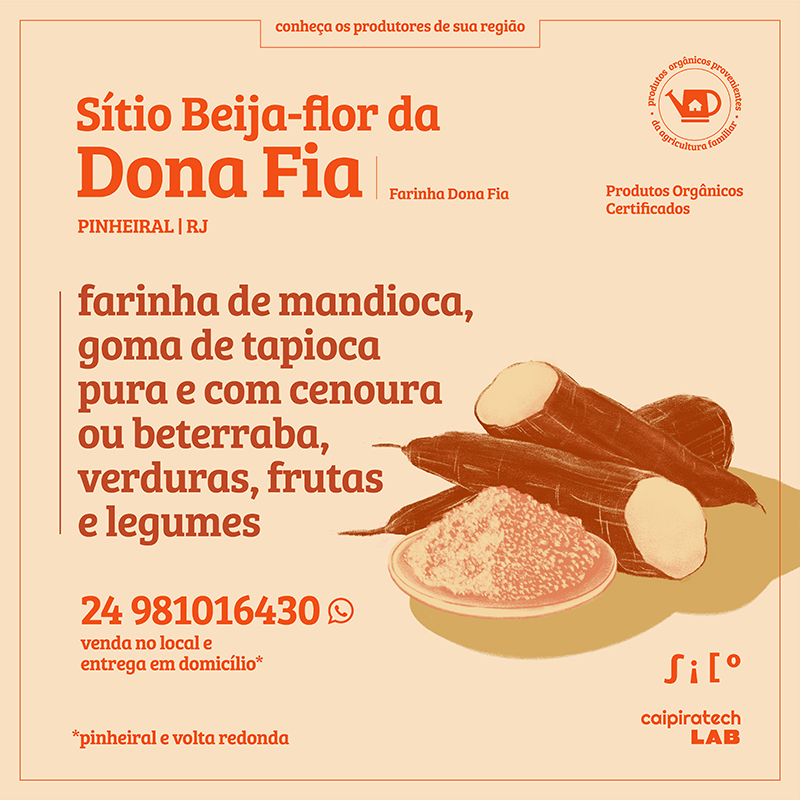 conheça os produtores de sua região
produtos orgânicos provenientes
da agricultura familiar
Sítio Beija-flor da
Dona Fia
Farinha Dona Fia
PINHEIRAL | RJ
Produtos Orgânicos
Certificados
farinha de mandioca,
goma de tapioca
pura e com cenoura
ou beterraba,
verduras, frutas
e legumes
24 981016430
venda no local e
entrega em domicílio*
*pinheiral e volta redonda
caipiratech
LAB